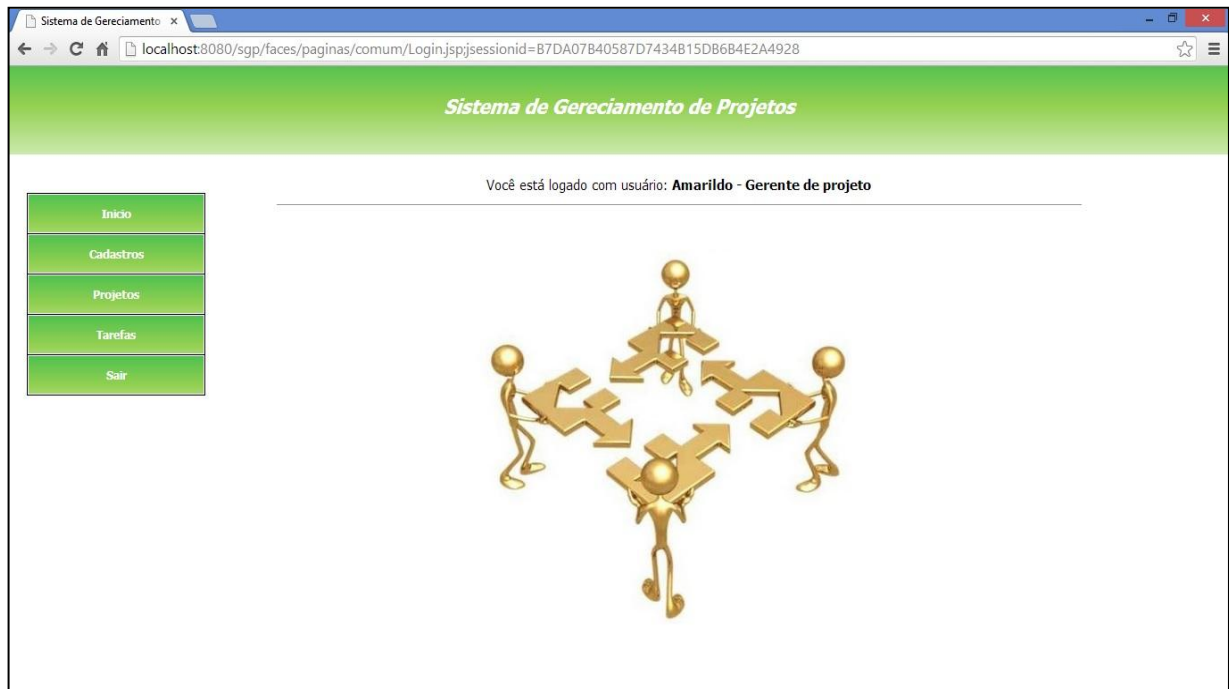 Sistema de Gereciamento
localhost:8080/sgp/faces/paginas/comum/Login.jsp;jsessionid=B7DA07B40587D7434B15DB6B4E2A4928
Sistema de Gereciamento de Projetos
Você está logado com usuário: Amarildo - Gerente de projeto
Inicio
Cadastros
Projetos
Tarefas
Sair